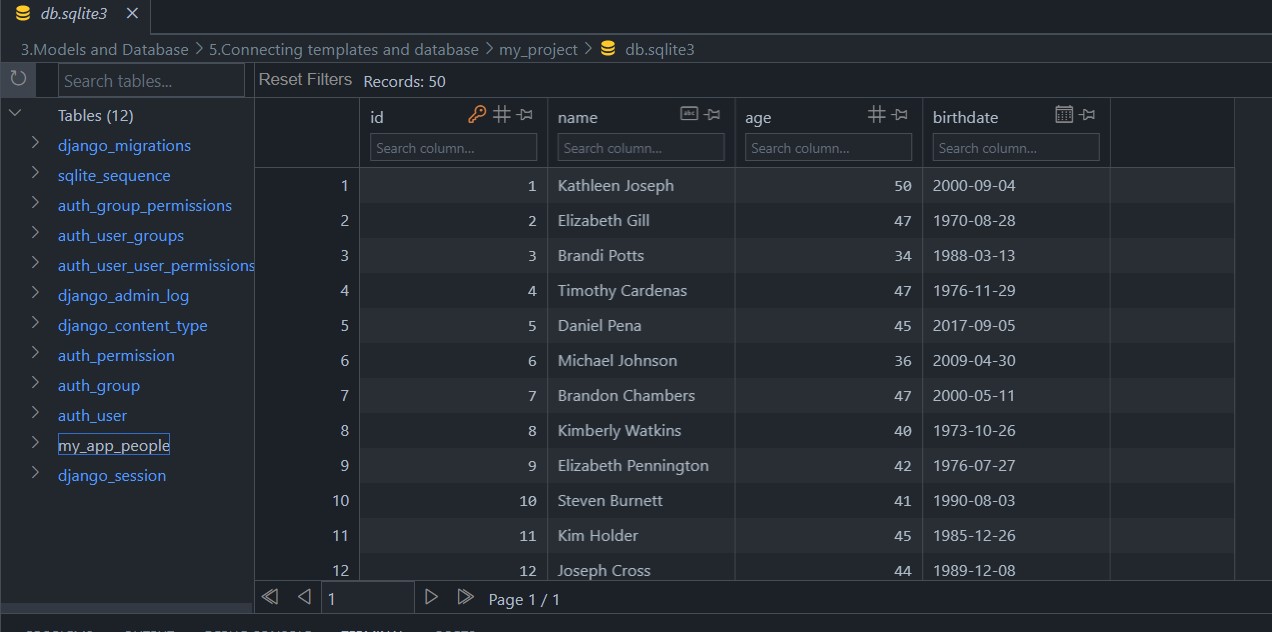 db.sqlite3
3.Models and Database > 5.Connecting templates and database > my_project > db.sqlite3
Search tables...
Reset Filters Records: 50
Tables (12)
django_migrations
sqlite_sequence
auth_group_permissions
auth_user_groups
auth_user_user_permissions
django_admin_log
django_content_type
auth_permission
auth_group
auth_user
my_app_people
django_session
id name age birthdate
Search column... Search column... Search column... Search column...
1 1 Kathleen Joseph 50 2000-09-04
2 2 Elizabeth Gill 47 1970-08-28
3 3 Brandi Potts 34 1988-03-13
4 4 Timothy Cardenas 47 1976-11-29
5 5 Daniel Pena 45 2017-09-05
6 6 Michael Johnson 36 2009-04-30
7 7 Brandon Chambers 47 2000-05-11
8 8 Kimberly Watkins 40 1973-10-26
9 9 Elizabeth Pennington 42 1976-07-27
10 10 Steven Burnett 41 1990-08-03
11 11 Kim Holder 45 1985-12-26
12 12 Joseph Cross 44 1989-12-08
1 Page 1 / 1